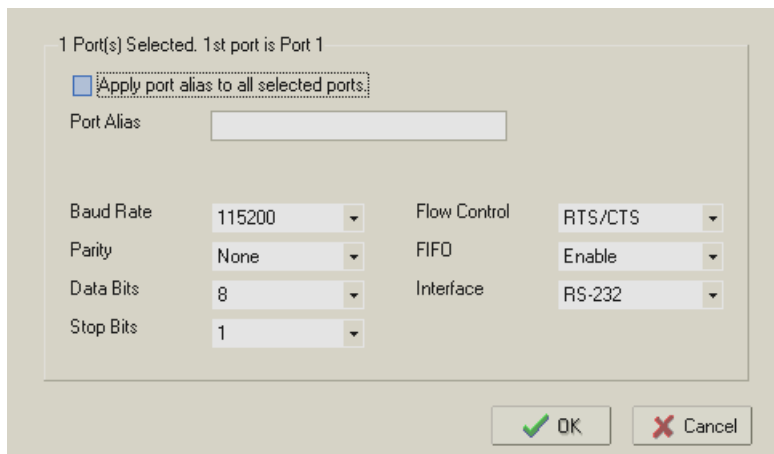 1 Port(s) Selected. 1st port is Port 1
Apply port alias to all selected ports.
Port Alias
Baud Rate 115200 Flow Control RTS/CTS
Parity None FIFO Enable
Data Bits 8 Interface RS-232
Stop Bits 1
OK Cancel